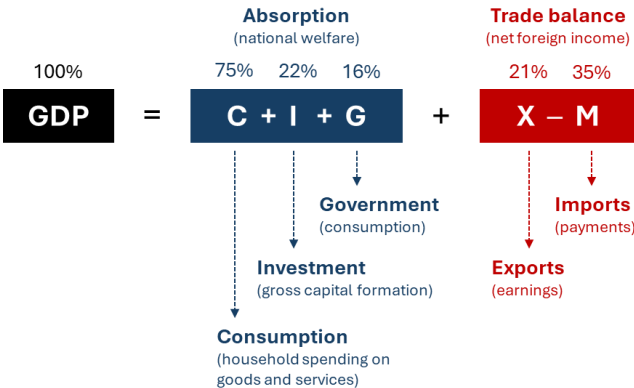 Absorption
(national welfare)
Trade balance
(net foreign income)
100%
75% 22% 16%
21% 35%
GDP = C + I + G + X – M
Government
(consumption)
Imports
(payments)
Investment
(gross capital formation)
Exports
(earnings)
Consumption
(household spending on
goods and services)